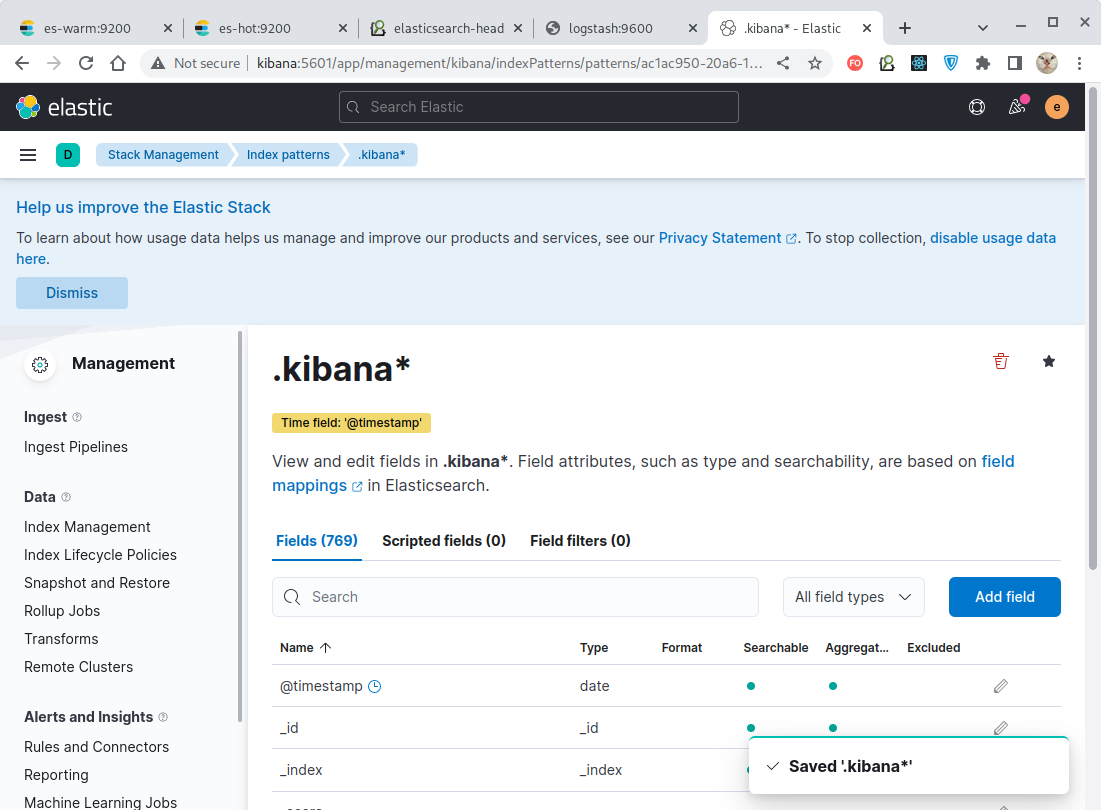 es-warm:9200
es-hot:9200
elasticsearch-head
logstash:9600
.kibana* - Elastic
Not secure
kibana:5601/app/management/kibana/indexPatterns/patterns/ac1ac950-20a6-1...
FO
elastic
Search Elastic
e
D
Stack Management
Index patterns
.kibana*
Help us improve the Elastic Stack
To learn about how usage data helps us manage and improve our products and services, see our Privacy Statement. To stop collection, disable usage data
here.
Dismiss
Management
Ingest
Ingest Pipelines
Data
Index Management
Index Lifecycle Policies
Snapshot and Restore
Rollup Jobs
Transforms
Remote Clusters
Alerts and Insights
Rules and Connectors
Reporting
Machine Learning Jobs
.kibana*
Time field: '@timestamp'
View and edit fields in .kibana*. Field attributes, such as type and searchability, are based on field
mappings in Elasticsearch.
Fields (769)
Scripted fields (0)
Field filters (0)
Search
All field types
Add field
Name Type Format Searchable Aggregat... Excluded
@timestamp date
_id _id
_index _index
Saved '.kibana*'